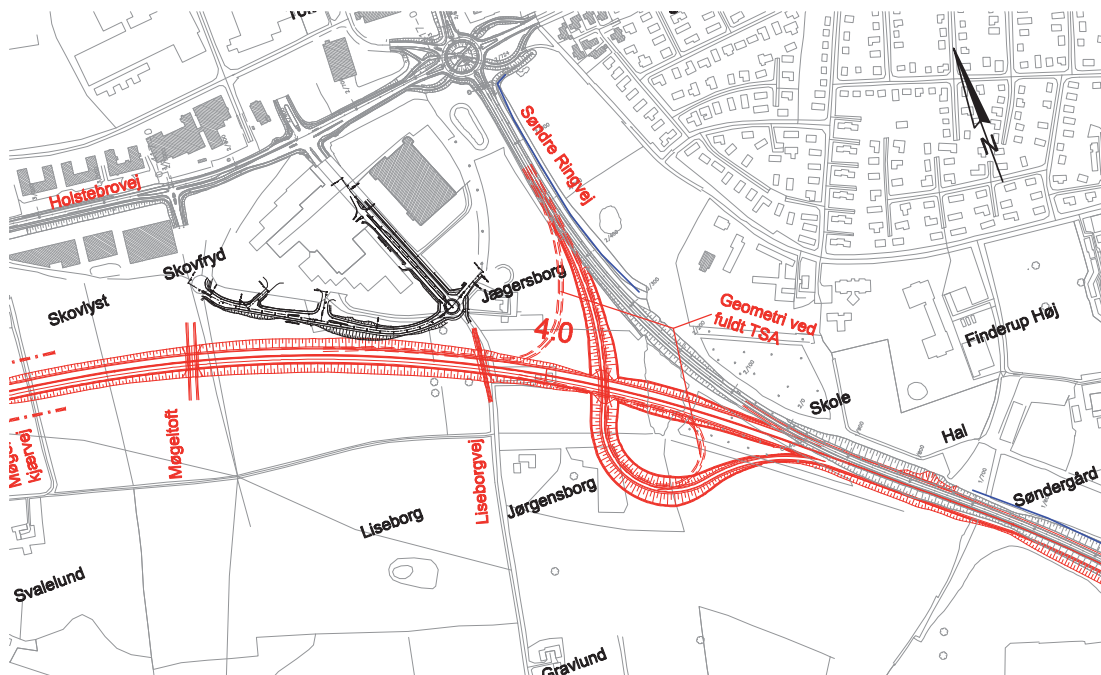 Søndre Ringvej
N
Holstebrovej
Skovfryd
Jægersborg
Skovlyst
Geometri ved
fuldt TSA
Finderup Høj
4.0
Skole
Møgeltoft
kjærvej
Liseborgvej
Hal
Jørgensborg
Søndergård
Liseborg
Svalelund
Gravlund